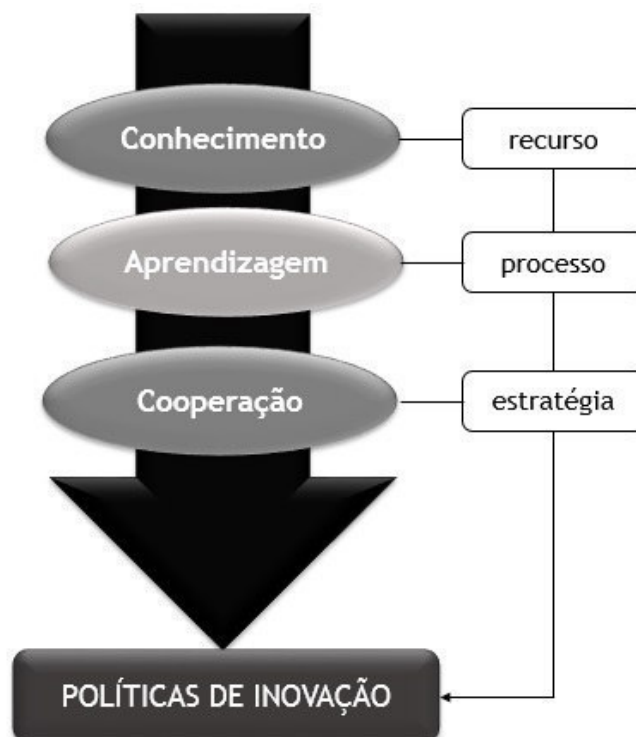 Conhecimento
recurso
Aprendizagem
processo
Cooperação
estratégia
POLÍTICAS DE INOVAÇÃO